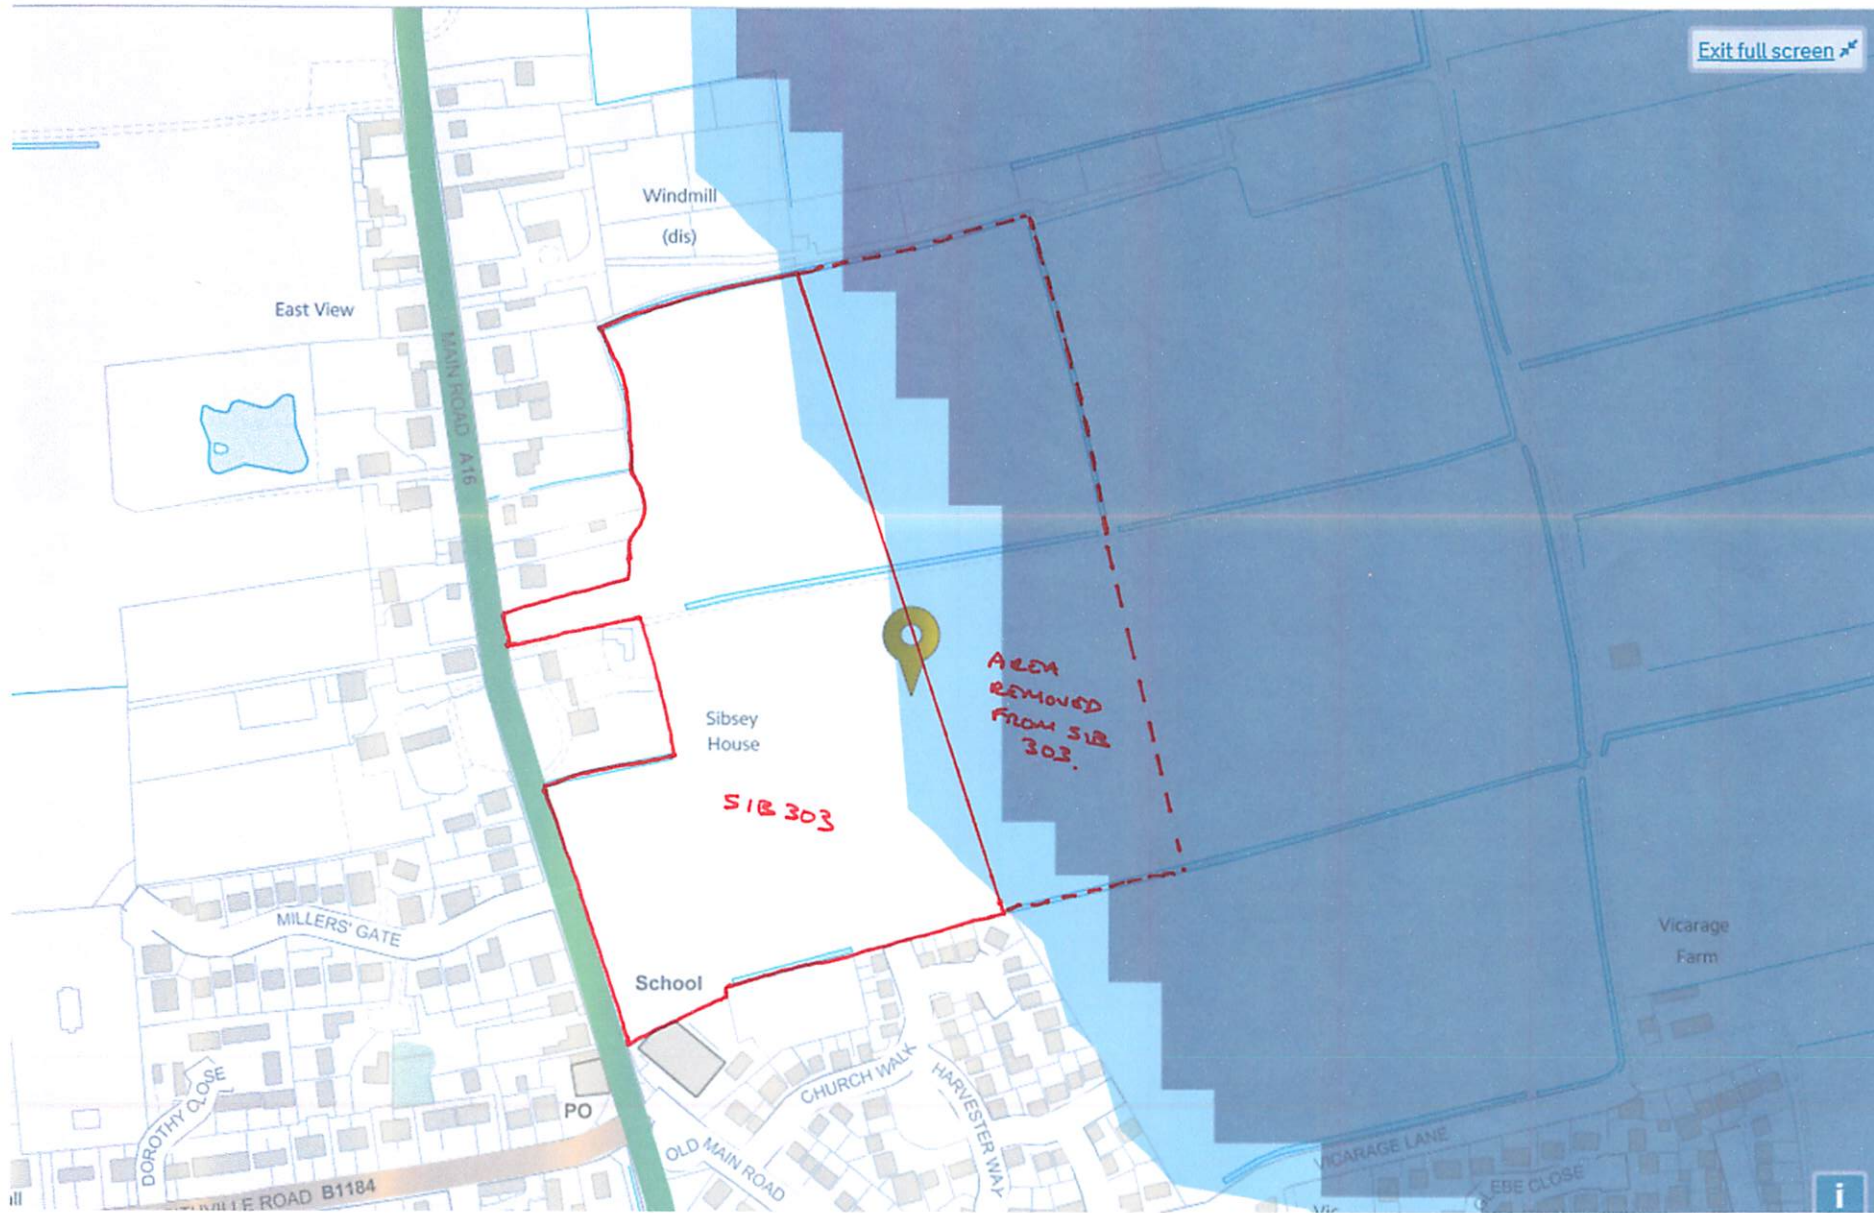 Exit full screen
Windmill
(dis)
East View
MAIN ROAD A16
AREA
REMOVED
FROM SIB
303.
Sibsey
House
SIB 303
MILLERS' GATE
Vicarage
Farm
School
DOROTHY CLOSE
CHURCH WALK
HARVESTER WAY
PO
OLD MAIN ROAD
VICARAGE LANE
GLEBE CLOSE
ROAD B1184
i